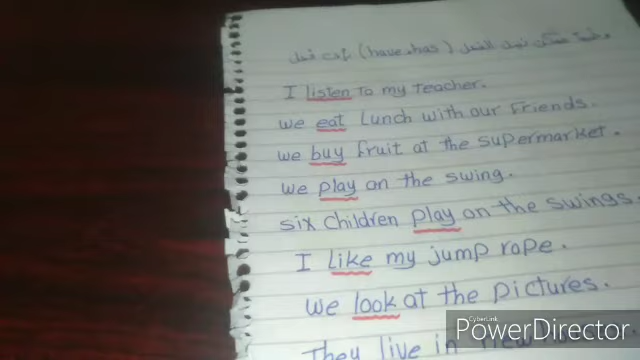 (have.has)
I listen to my teacher.
we eat Lunch with our Friends.
we buy fruit at the supermarket.
we play on the swing.
six children play on the swings.
I like my jump rope.
we look at the pictures.
They live in
CyberLink
PowerDirector